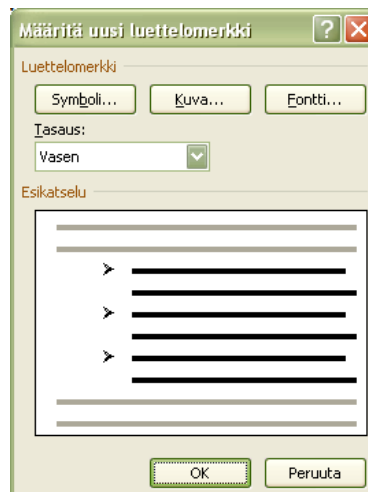 Määritä uusi luettelomerkki
Luettelomerkki
Symboli... Kuva... Fontti...
Tasaus:
Vasen
Esikatselu
OK Peruuta